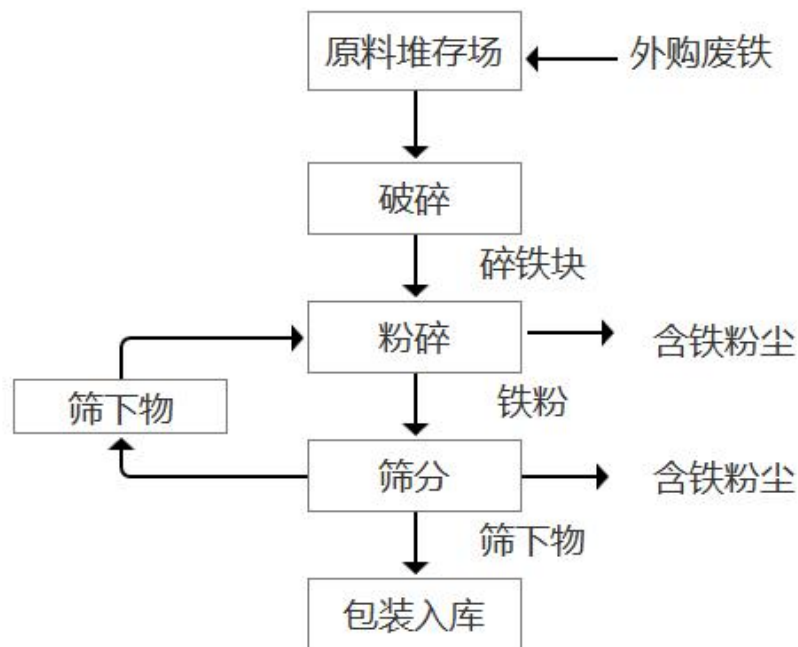 原料堆存场
外购废铁
破碎
碎铁块
粉碎
含铁粉尘
筛下物
铁粉
筛分
含铁粉尘
筛下物
包装入库